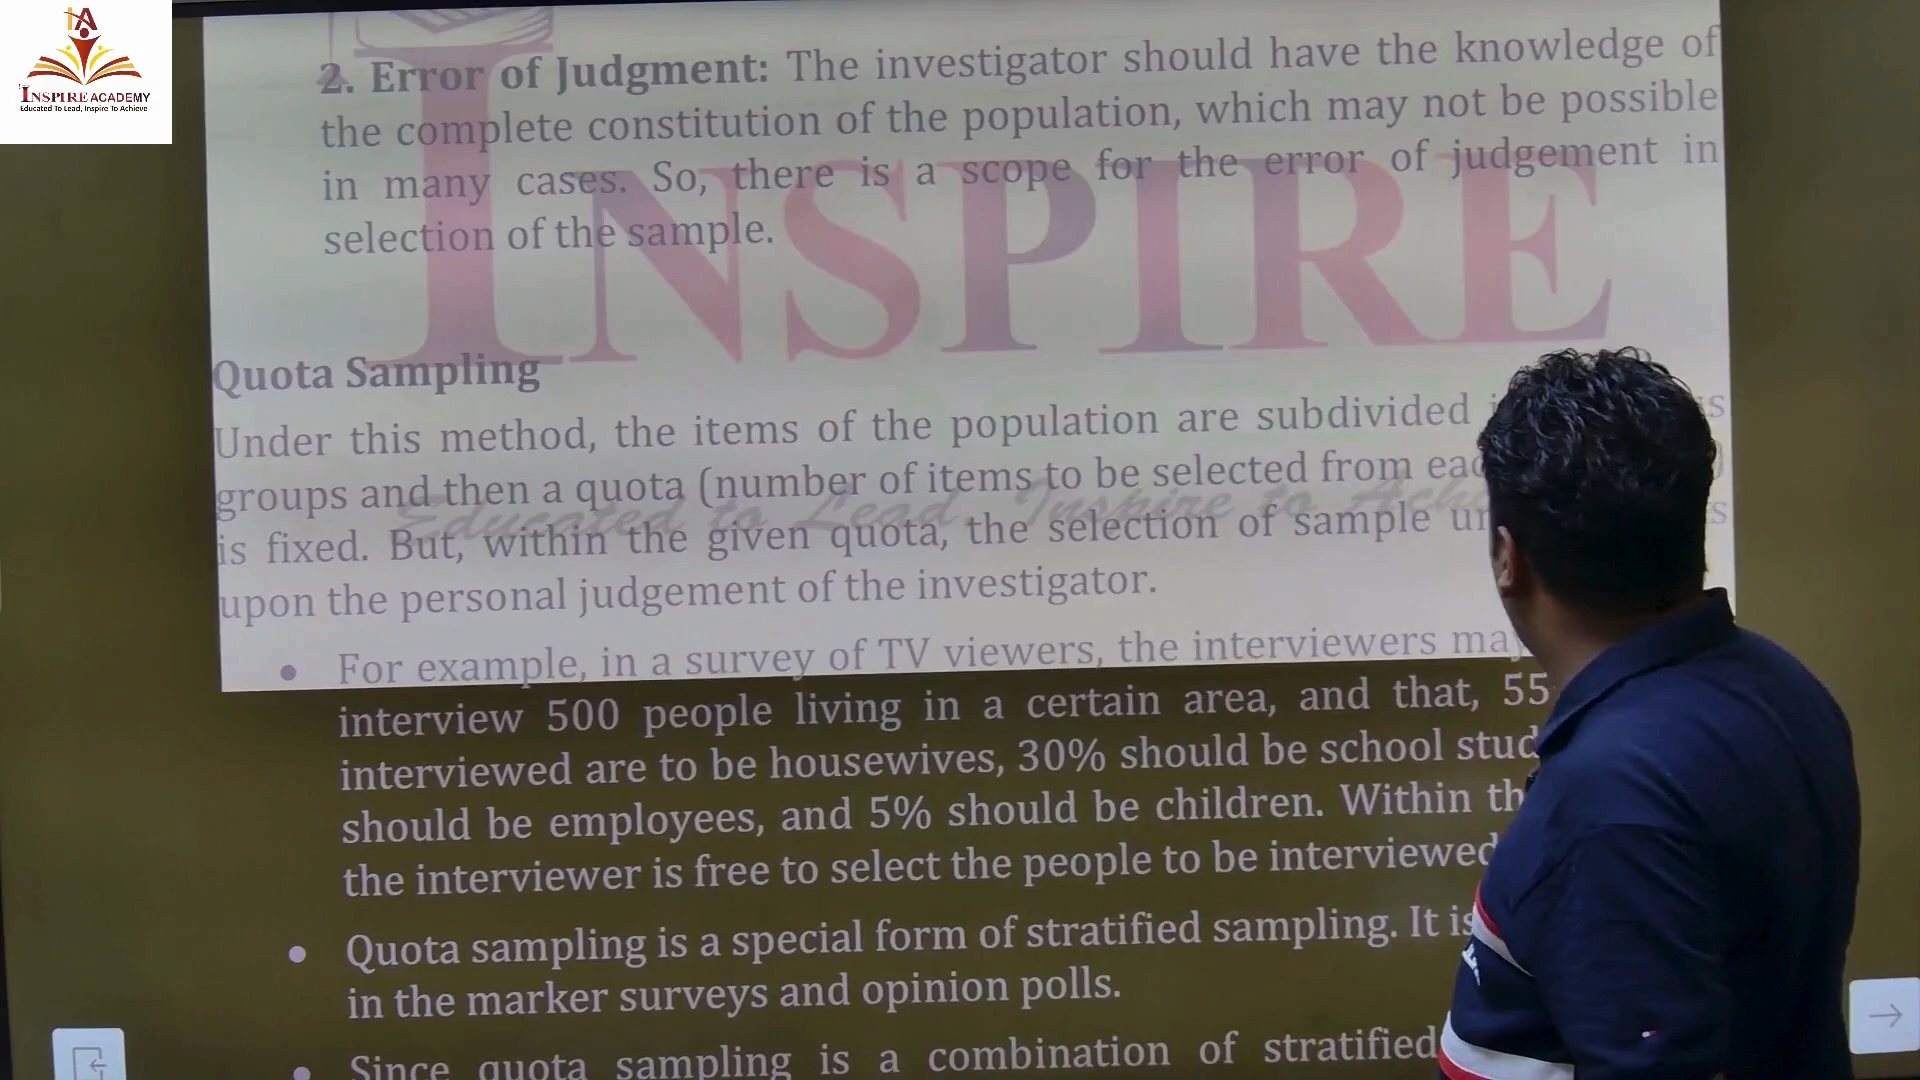 IA
INSPIRE ACADEMY
Educated To Lead, Inspire To Achieve
2. Error of Judgment: The investigator should have the knowledge of
the complete constitution of the population, which may not be possible
in many cases. So, there is a scope for the error of judgement in
selection of the sample.
INSPIRE
Quota Sampling
Under this method, the items of the population are subdivided
groups and then a quota (number of items to be selected from
Educated to Lead, Inspire to
is fixed. But, within the given quota, the selection of sample
upon the personal judgement of the investigator.
• For example, in a survey of TV viewers, the interviewers may
interview 500 people living in a certain area, and that, 55
interviewed are to be housewives, 30% should be school
should be employees, and 5% should be children. Within
the interviewer is free to select the people to be interviewed
• Quota sampling is a special form of stratified sampling. It is
in the marker surveys and opinion polls.
• Since quota sampling is a combination of stratified